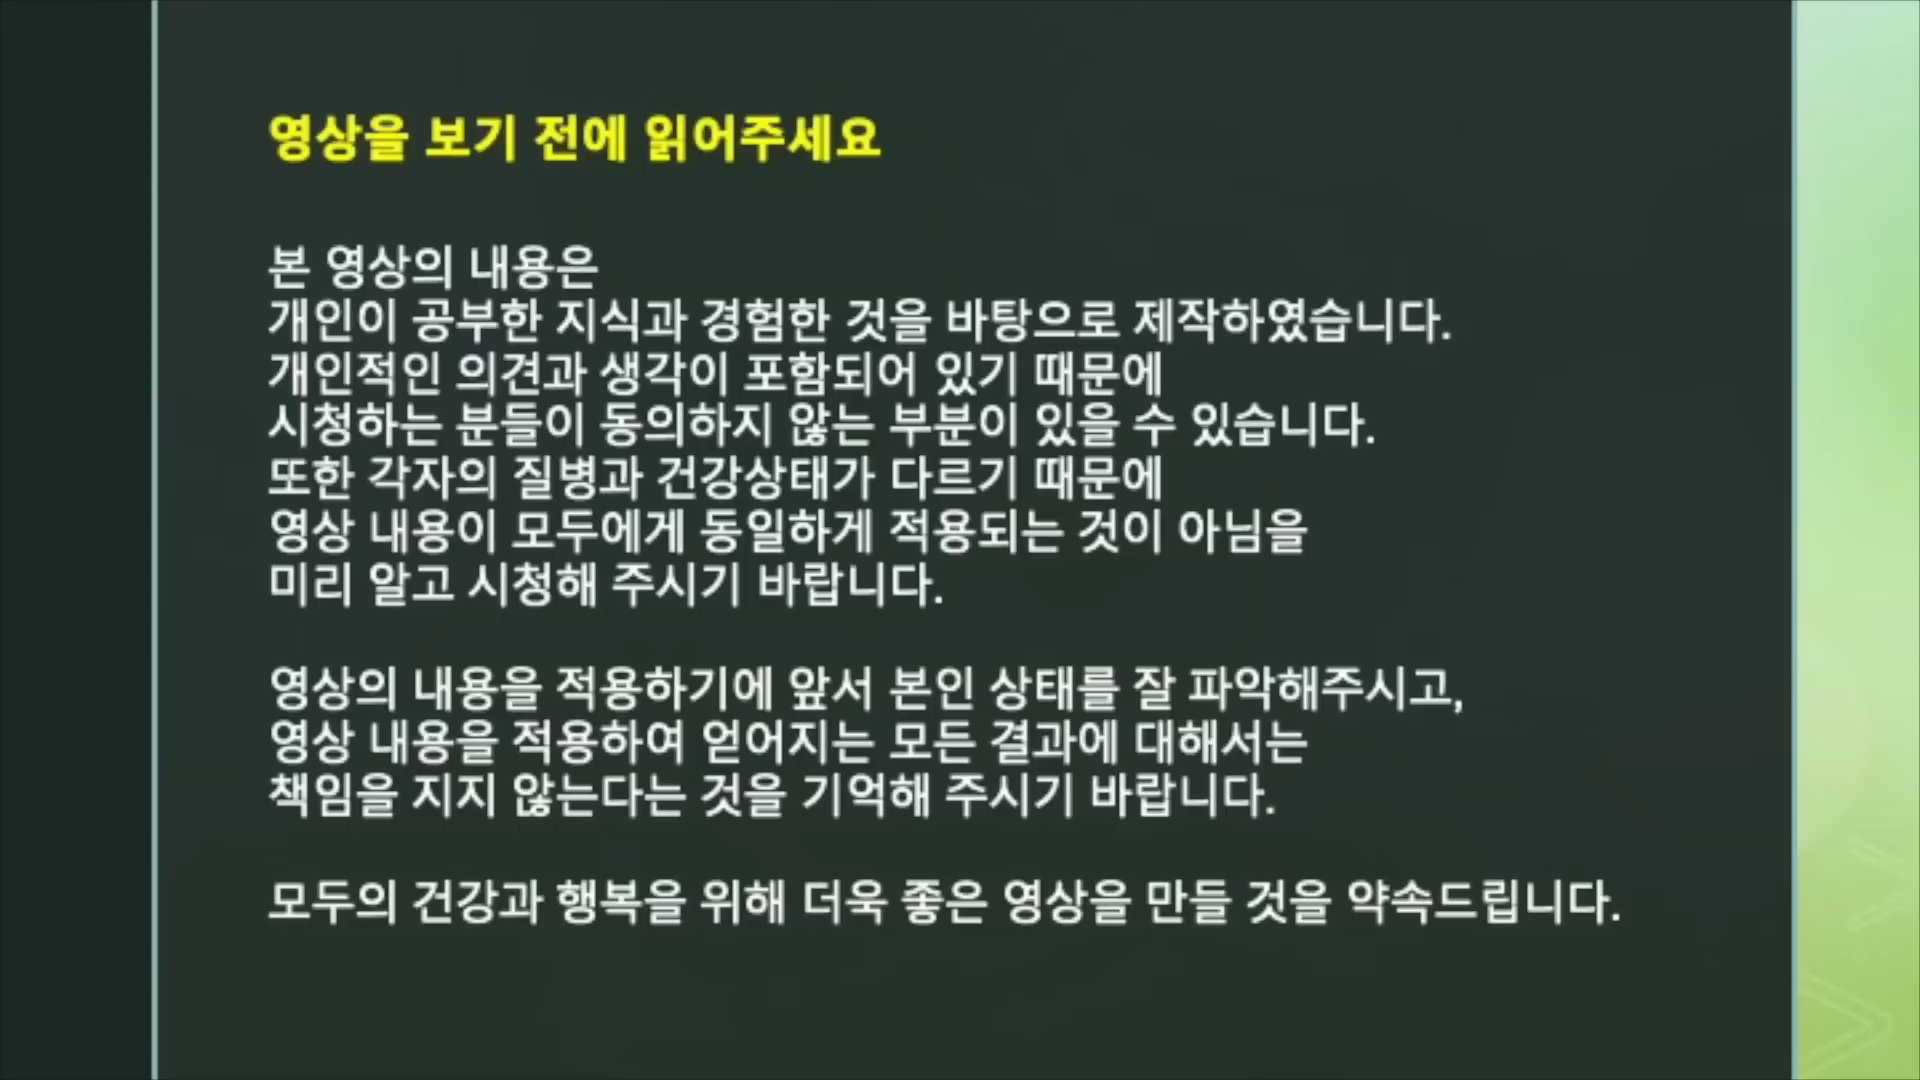 영상을 보기 전에 읽어주세요
본 영상의 내용은
개인이 공부한 지식과 경험한 것을 바탕으로 제작하였습니다.
개인적인 의견과 생각이 포함되어 있기 때문에
시청하는 분들이 동의하지 않는 부분이 있을 수 있습니다.
또한 각자의 질병과 건강상태가 다르기 때문에
영상 내용이 모두에게 동일하게 적용되는 것이 아님을
미리 알고 시청해 주시기 바랍니다.
영상의 내용을 적용하기에 앞서 본인 상태를 잘 파악해주시고,
영상 내용을 적용하여 얻어지는 모든 결과에 대해서는
책임을 지지 않는다는 것을 기억해 주시기 바랍니다.
모두의 건강과 행복을 위해 더욱 좋은 영상을 만들 것을 약속드립니다.